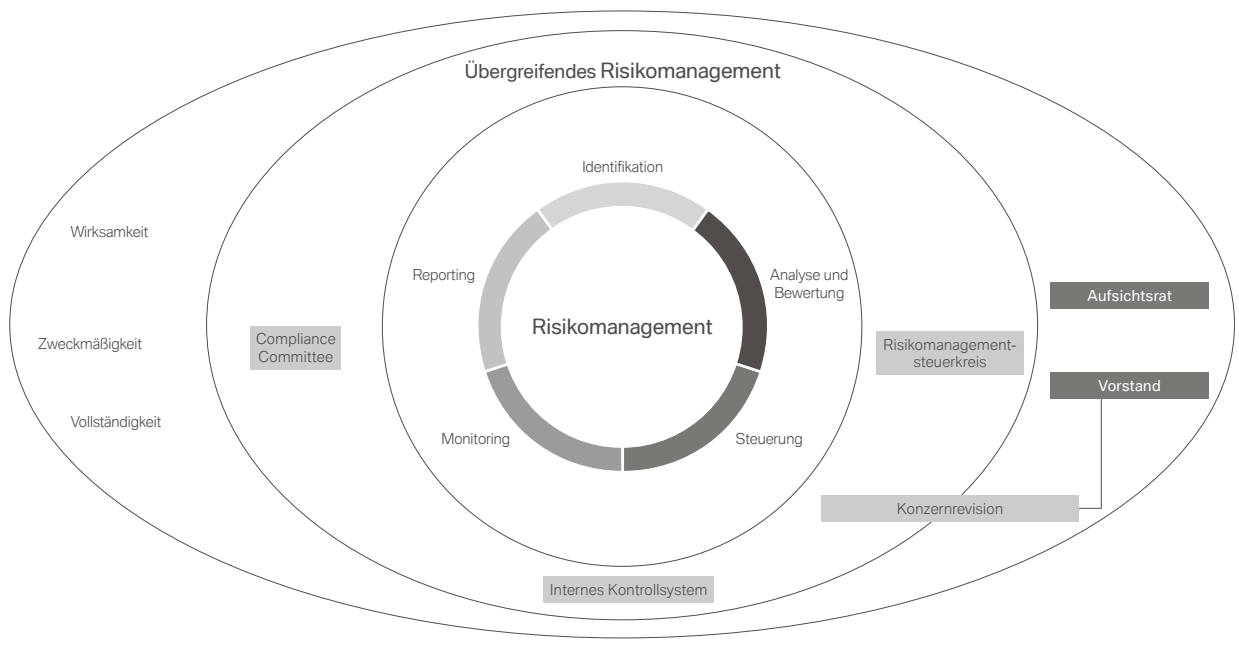 Übergreifendes Risikomanagement
Identifikation
Wirksamkeit
Reporting
Analyse und
Bewertung
Aufsichtsrat
Risikomanagement
Compliance
Committee
Zweckmäßigkeit
Risikomanagement-
steuerkreis
Vorstand
Vollständigkeit
Monitoring
Steuerung
Konzernrevision
Internes Kontrollsystem